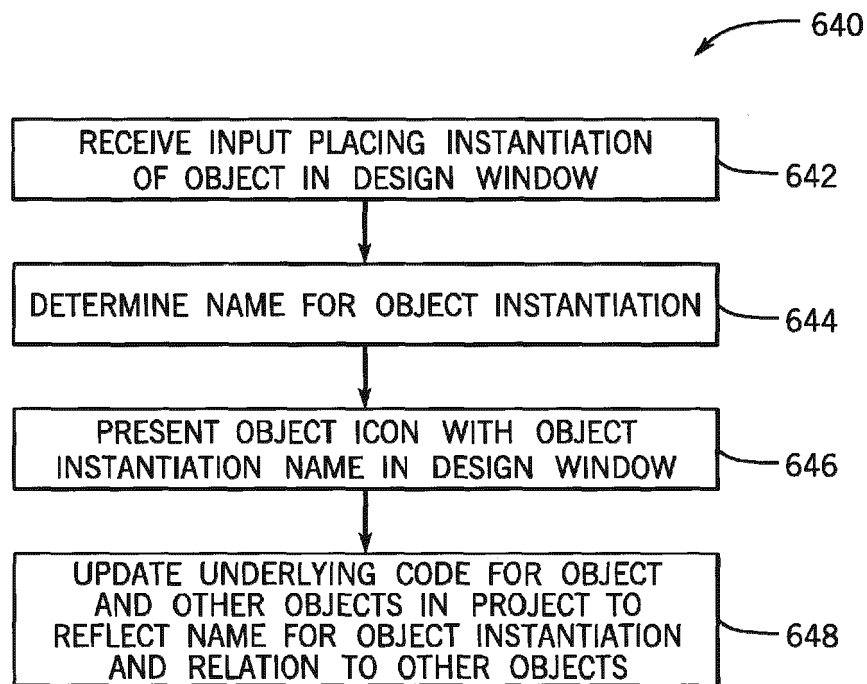 640
RECEIVE INPUT PLACING INSTANTIATION
OF OBJECT IN DESIGN WINDOW
642
DETERMINE NAME FOR OBJECT INSTANTIATION
644
PRESENT OBJECT ICON WITH OBJECT
INSTANTIATION NAME IN DESIGN WINDOW
646
UPDATE UNDERLYING CODE FOR OBJECT
AND OTHER OBJECTS IN PROJECT TO
REFLECT NAME FOR OBJECT INSTANTIATION
AND RELATION TO OTHER OBJECTS
648